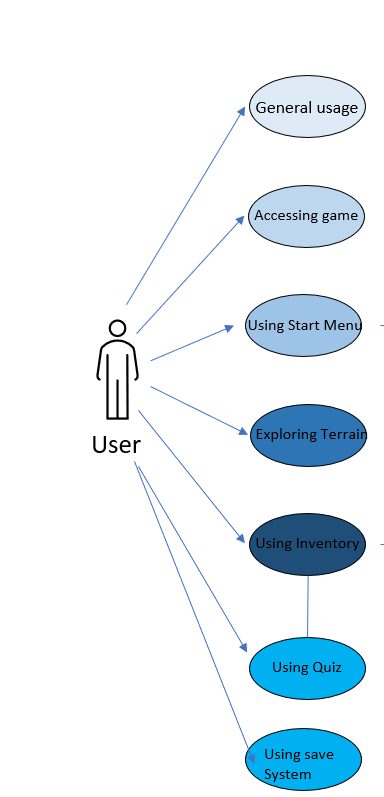 General usage
Accessing game
Using Start Menu
Exploring Terrain
User
Using Inventory
Using Quiz
Using save
System